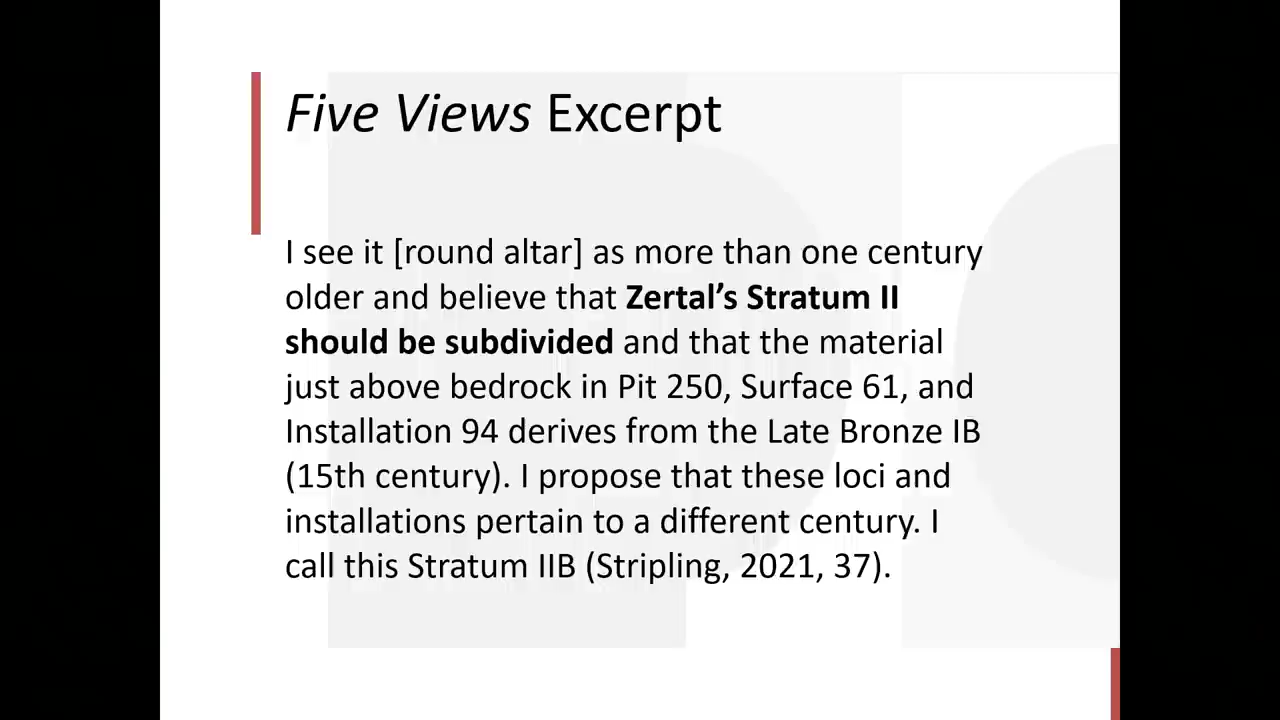 Five Views Excerpt
I see it [round altar] as more than one century
older and believe that Zertal’s Stratum II
should be subdivided and that the material
just above bedrock in Pit 250, Surface 61, and
Installation 94 derives from the Late Bronze IB
(15th century). I propose that these loci and
installations pertain to a different century. I
call this Stratum IIB (Stripling, 2021, 37).